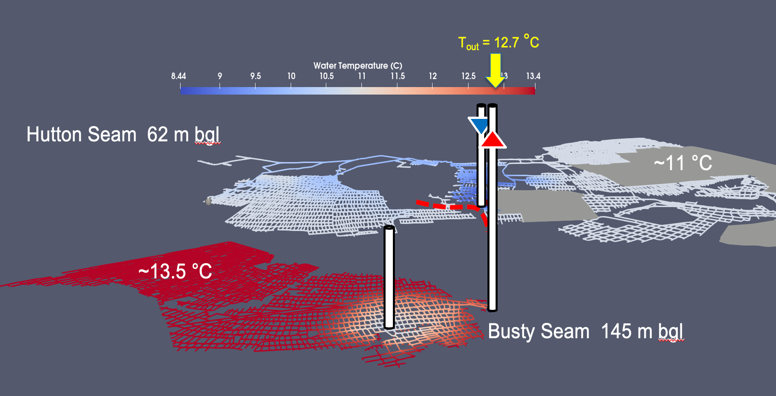 T_out = 12.7 °C
Water Temperature (C)
8.44 9 9.5 10 10.5 11 11.5 12 12.5 13 13.4
Hutton Seam 62 m bgl
~11 °C
~13.5 °C
Busty Seam 145 m bgl